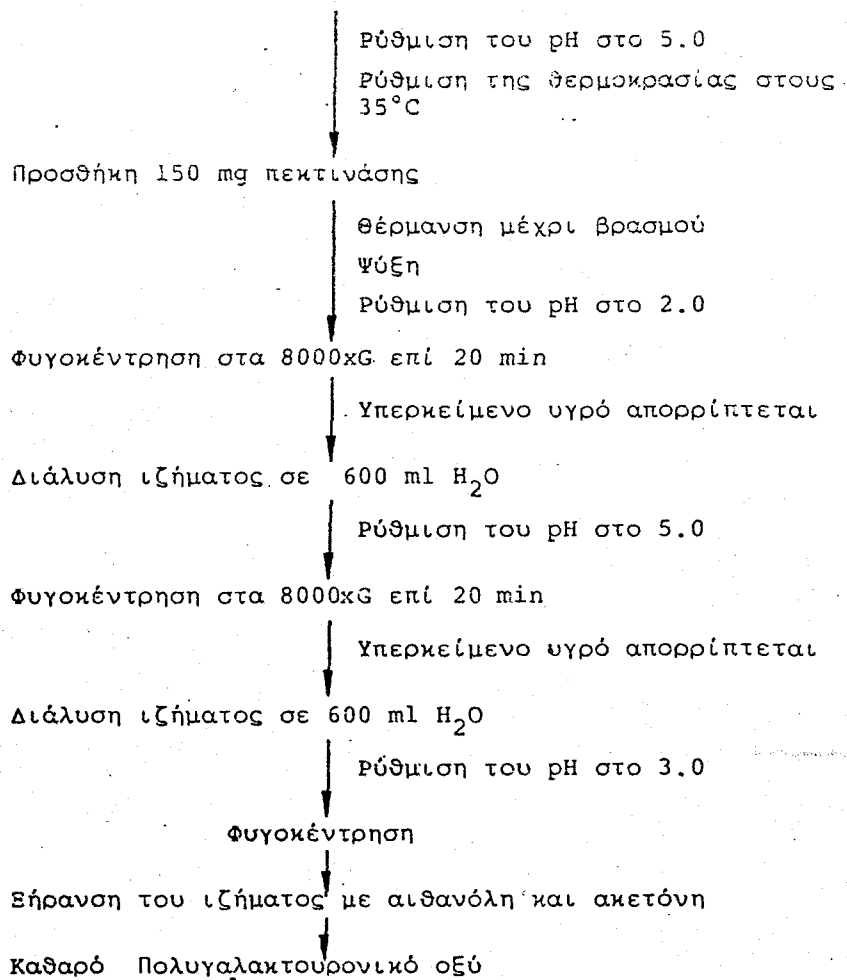 Ρύθμιση του pH στο 5.0
Ρύθμιση της θερμοκρασίας στους
35°C
Προσθήκη 150 mg πεκτινάσης
Θέρμανση μέχρι βρασμού
Ψύξη
Ρύθμιση του pH στο 2.0
Φυγοκέντρηση στα 8000xG επί 20 min
Υπερκείμενο υγρό απορρίπτεται
Διάλυση ιζήματος σε 600 ml H₂O
Ρύθμιση του pH στο 5.0
Φυγοκέντρηση στα 8000xG επί 20 min
Υπερκείμενο υγρό απορρίπτεται
Διάλυση ιζήματος σε 600 ml H₂O
Ρύθμιση του pH στο 3.0
Φυγοκέντρηση
Ξήρανση του ιζήματος με αιθανόλη και ακετόνη
Καθαρό Πολυγαλακτουρονικό οξύ